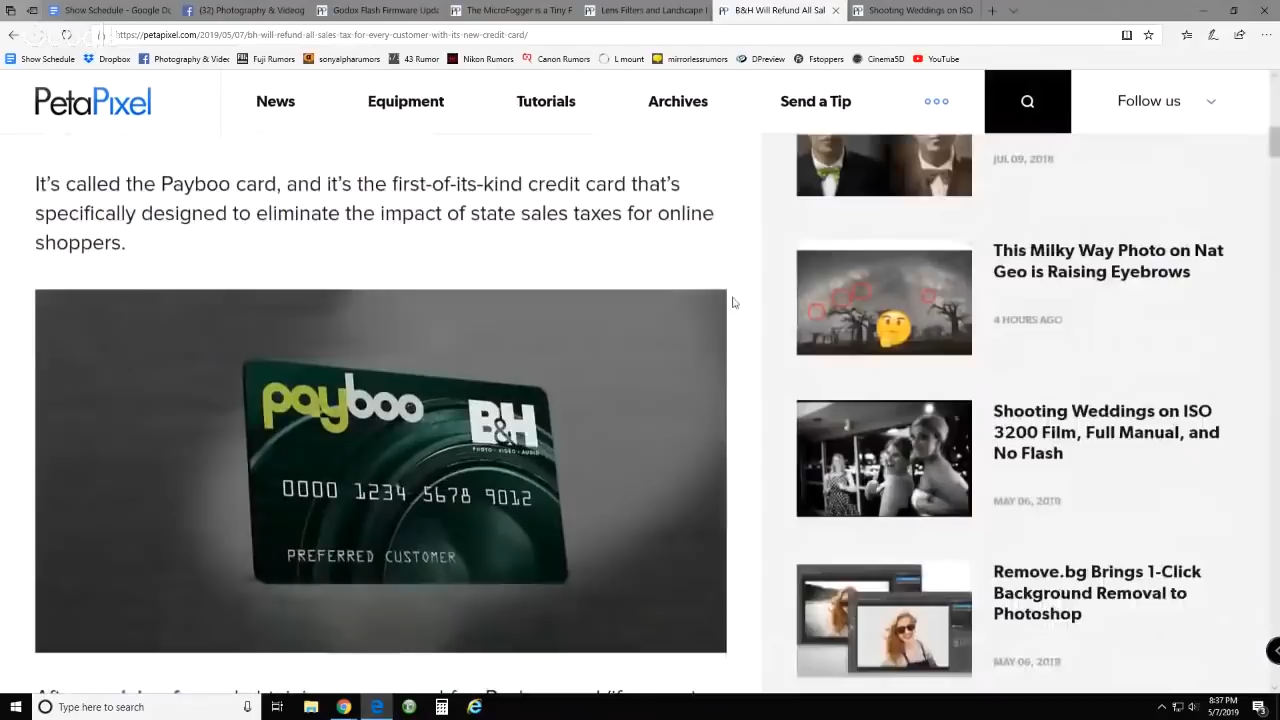 Show Schedule - Google Do
(3) Photography & Videog
Godox Flash - Firmware Upda
The MicroFogger is a Tiny F
Lens Filters and Landscape I
B&H Will Refund All Sal
Shooting Weddings on ISO
https://petapixel.com/2019/05/07/bh-will-refund-all-sales-tax-for-every-customer-with-its-new-credit-card/
Show Schedule
Dropbox
Photography & Vide
Fuji Rumors
sonyalpharumors
43 Rumor
Nikon Rumors
Canon Rumors
L mount
mirrorlessrumors
DPreview
Fstoppers
Cinema5D
YouTube
PetaPixel
News
Equipment
Tutorials
Archives
Send a Tip
Follow us
It's called the Payboo card, and it's the first-of-its-kind credit card that's
specifically designed to eliminate the impact of state sales taxes for online
shoppers.
payboo
B&H
PHOTO · VIDEO · AUDIO
0000 1234 5678 9012
PREFERRED CUSTOMER
JUL 09, 2018
This Milky Way Photo on Nat
Geo is Raising Eyebrows
4 HOURS AGO
Shooting Weddings on ISO
3200 Film, Full Manual, and
No Flash
MAY 06, 2019
Remove.bg Brings 1-Click
Background Removal to
Photoshop
MAY 06, 2019
Type here to search
8:37 PM
5/7/2019